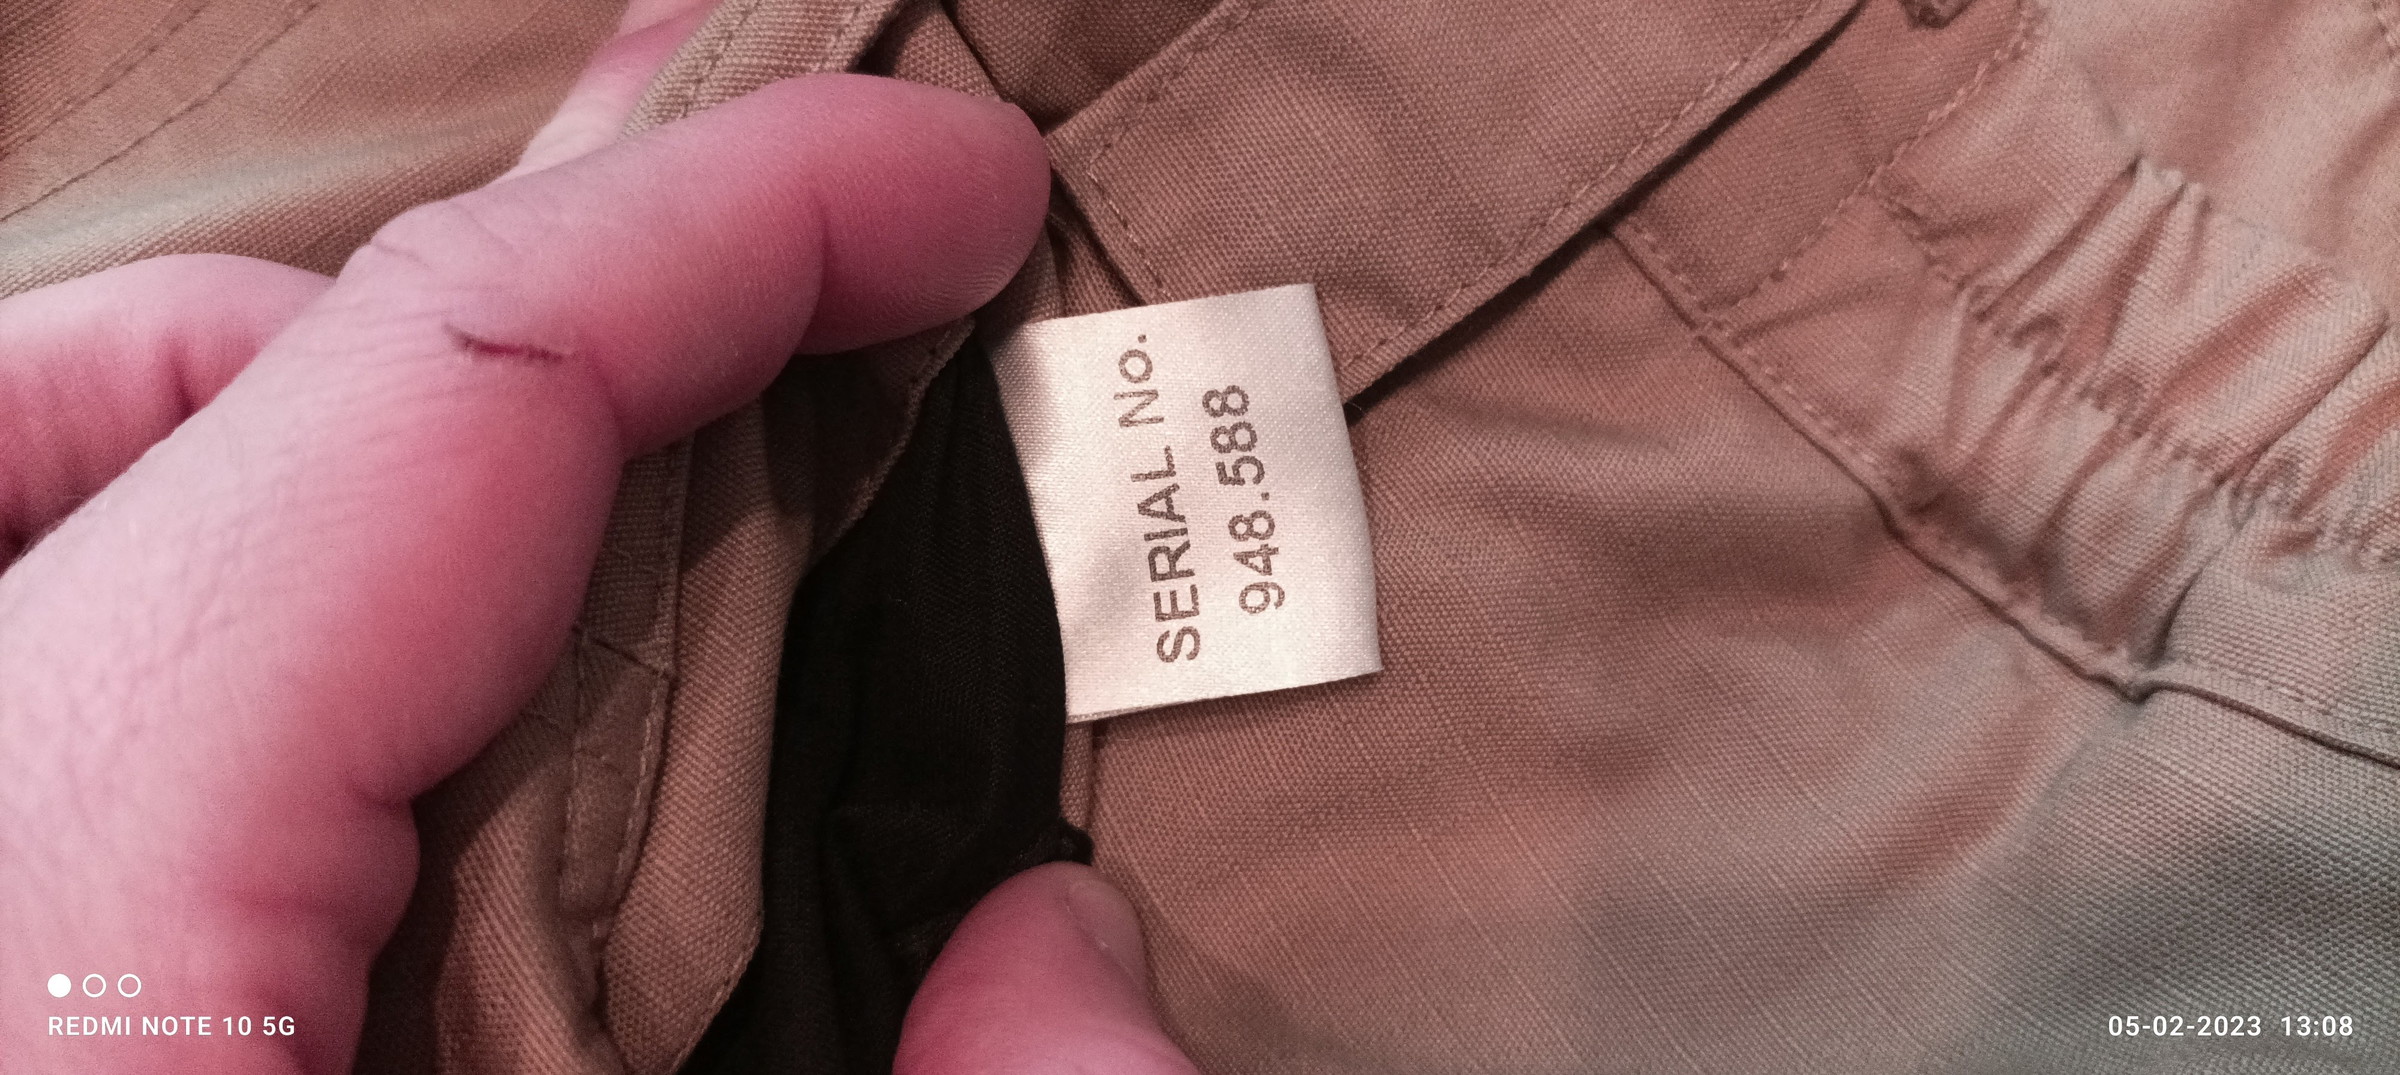 SERIAL No.
948.588
REDMI NOTE 10 5G
05-02-2023 13:08